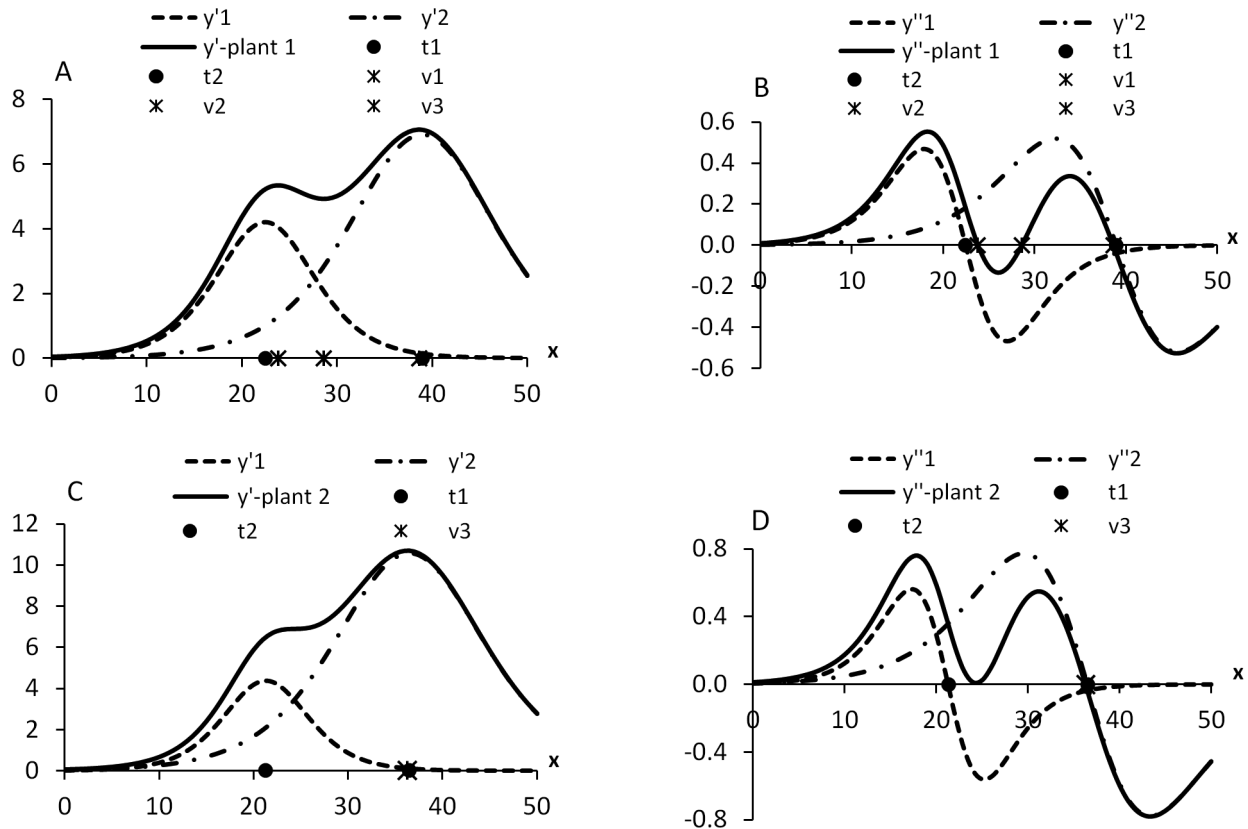 y'1 y'2
y'-plant 1 t1
A
t2 v1
v2 v3
8
6
4
2
0
x
0 10 20 30 40 50
y''1 y''2
y''-plant 1 t1
B
t2 v1
v2 v3
0.6
0.4
0.2
0.0
x
0 10 20 30 40 50
-0.2
-0.4
-0.6
y'1 y'2
C
y'-plant 2 t1
t2 v3
12
10
8
6
4
2
0
x
0 10 20 30 40 50
y''1 y''2
y''-plant 2 t1
D
t2 v3
0.8
0.4
0.0
x
0 10 20 30 40 50
-0.4
-0.8